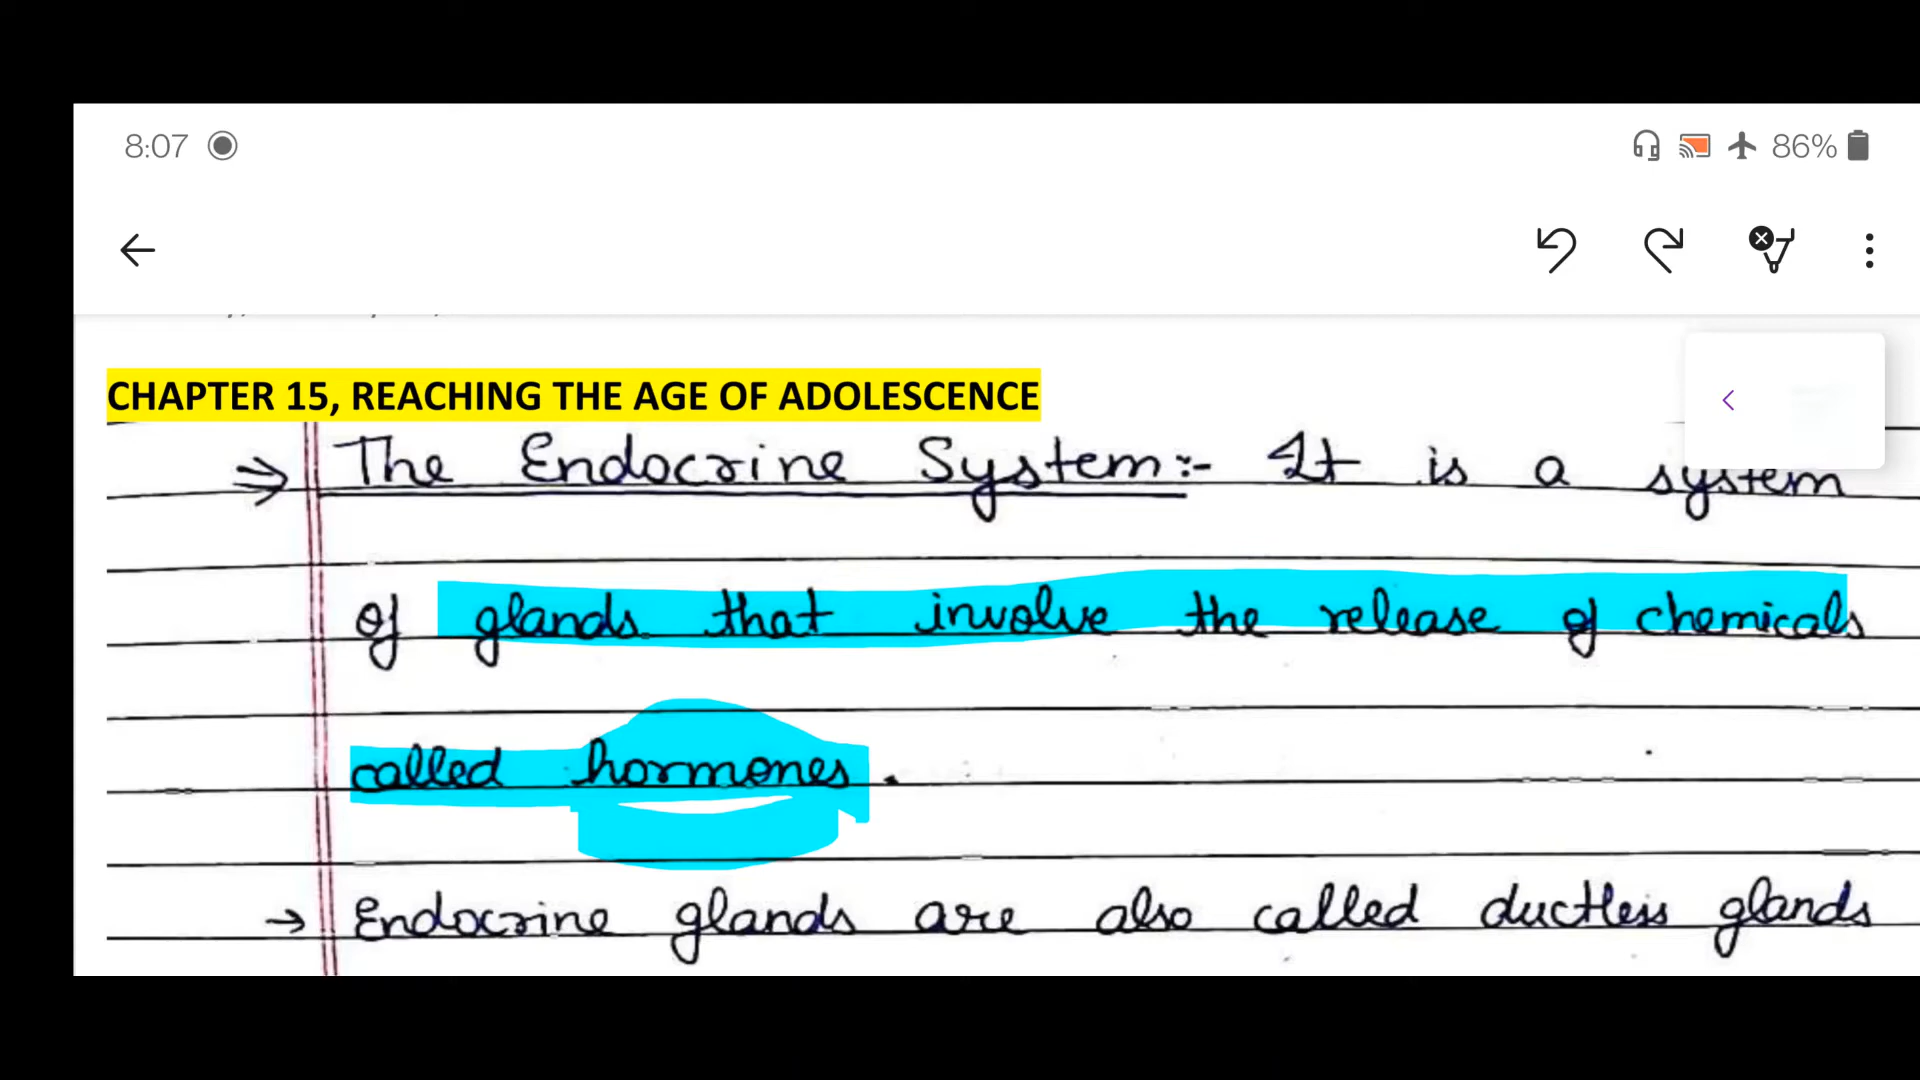 8:07 86%
CHAPTER 15, REACHING THE AGE OF ADOLESCENCE
⇒ The Endocrine System:- It is a system
of glands that involve the release of chemicals
called hormones.
→ Endocrine glands are also called ductless glands